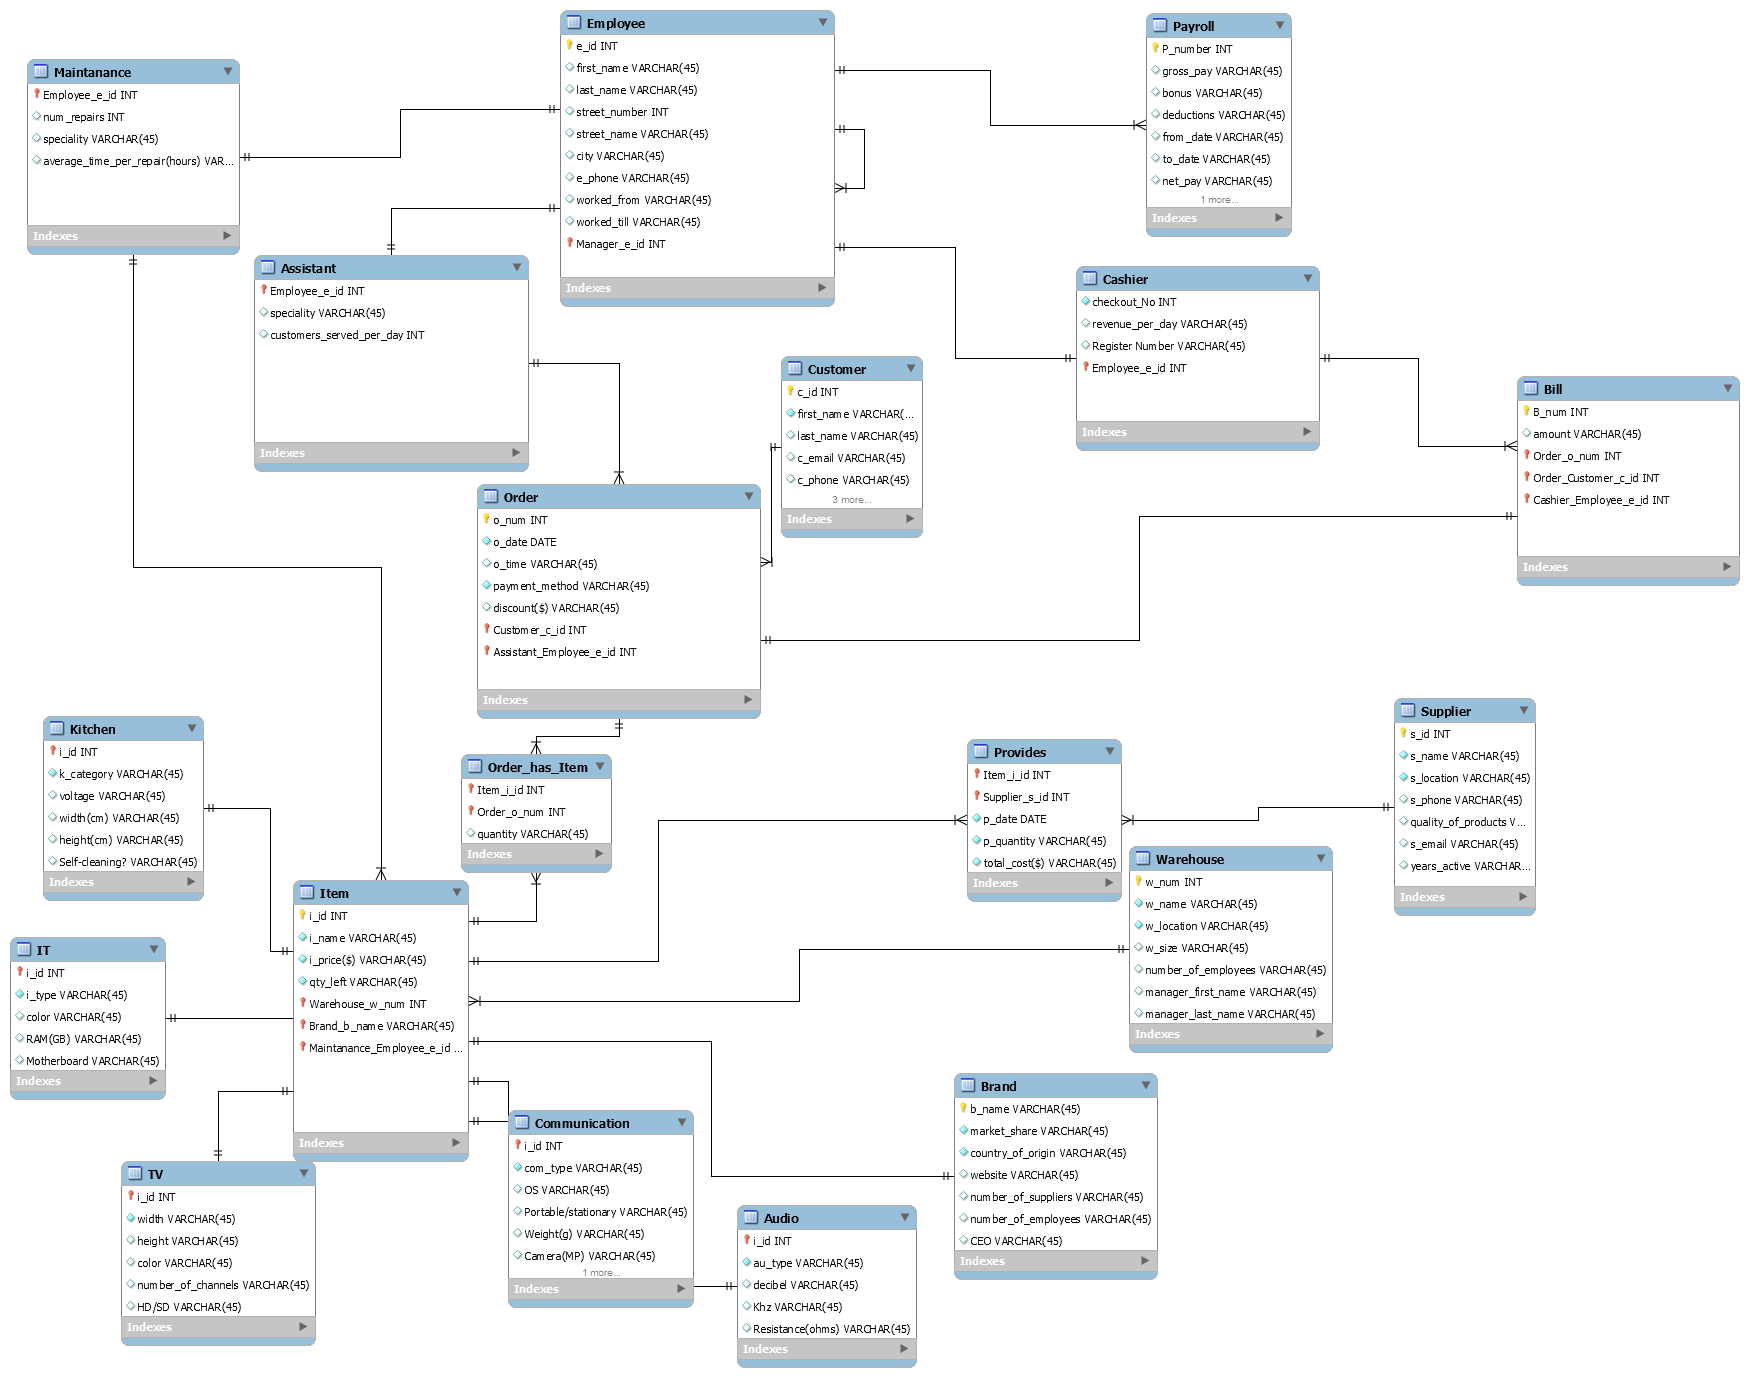 Employee
e_id INT
first_name VARCHAR(45)
last_name VARCHAR(45)
street_number INT
street_name VARCHAR(45)
city VARCHAR(45)
e_phone VARCHAR(45)
worked_from VARCHAR(45)
worked_till VARCHAR(45)
Manager_e_id INT
Indexes
Payroll
P_number INT
gross_pay VARCHAR(45)
bonus VARCHAR(45)
deductions VARCHAR(45)
from_date VARCHAR(45)
to_date VARCHAR(45)
net_pay VARCHAR(45)
1 more...
Indexes
Maintanance
Employee_e_id INT
num_repairs INT
speciality VARCHAR(45)
average_time_per_repair(hours) VAR...
Indexes
Assistant
Employee_e_id INT
speciality VARCHAR(45)
customers_served_per_day INT
Indexes
Cashier
checkout_No INT
revenue_per_day VARCHAR(45)
Register Number VARCHAR(45)
Employee_e_id INT
Indexes
Customer
c_id INT
first_name VARCHAR(...
last_name VARCHAR(45)
c_email VARCHAR(45)
c_phone VARCHAR(45)
3 more...
Indexes
Bill
B_num INT
amount VARCHAR(45)
Order_o_num INT
Order_Customer_c_id INT
Cashier_Employee_e_id INT
Indexes
Order
o_num INT
o_date DATE
o_time VARCHAR(45)
payment_method VARCHAR(45)
discount($) VARCHAR(45)
Customer_c_id INT
Assistant_Employee_e_id INT
Indexes
Kitchen
i_id INT
k_category VARCHAR(45)
voltage VARCHAR(45)
width(cm) VARCHAR(45)
height(cm) VARCHAR(45)
Self-cleaning? VARCHAR(45)
Indexes
Order_has_Item
Item_i_id INT
Order_o_num INT
quantity VARCHAR(45)
Indexes
Provides
Item_i_id INT
Supplier_s_id INT
p_date DATE
p_quantity VARCHAR(45)
total_cost($) VARCHAR(45)
Indexes
Supplier
s_id INT
s_name VARCHAR(45)
s_location VARCHAR(45)
s_phone VARCHAR(45)
quality_of_products V...
s_email VARCHAR(45)
years_active VARCHAR...
Indexes
Warehouse
w_num INT
w_name VARCHAR(45)
w_location VARCHAR(45)
w_size VARCHAR(45)
number_of_employees VARCHAR(45)
manager_first_name VARCHAR(45)
manager_last_name VARCHAR(45)
Indexes
Item
i_id INT
i_name VARCHAR(45)
i_price($) VARCHAR(45)
qty_left VARCHAR(45)
Warehouse_w_num INT
Brand_b_name VARCHAR(45)
Maintanance_Employee_e_id ...
Indexes
IT
i_id INT
i_type VARCHAR(45)
color VARCHAR(45)
RAM(GB) VARCHAR(45)
Motherboard VARCHAR(45)
Indexes
Brand
b_name VARCHAR(45)
market_share VARCHAR(45)
country_of_origin VARCHAR(45)
website VARCHAR(45)
number_of_suppliers VARCHAR(45)
number_of_employees VARCHAR(45)
CEO VARCHAR(45)
Indexes
Communication
i_id INT
com_type VARCHAR(45)
OS VARCHAR(45)
Portable/stationary VARCHAR(45)
Weight(g) VARCHAR(45)
Camera(MP) VARCHAR(45)
1 more...
Indexes
TV
i_id INT
width VARCHAR(45)
height VARCHAR(45)
color VARCHAR(45)
number_of_channels VARCHAR(45)
HD/SD VARCHAR(45)
Indexes
Audio
i_id INT
au_type VARCHAR(45)
decibel VARCHAR(45)
Khz VARCHAR(45)
Resistance(ohms) VARCHAR(45)
Indexes